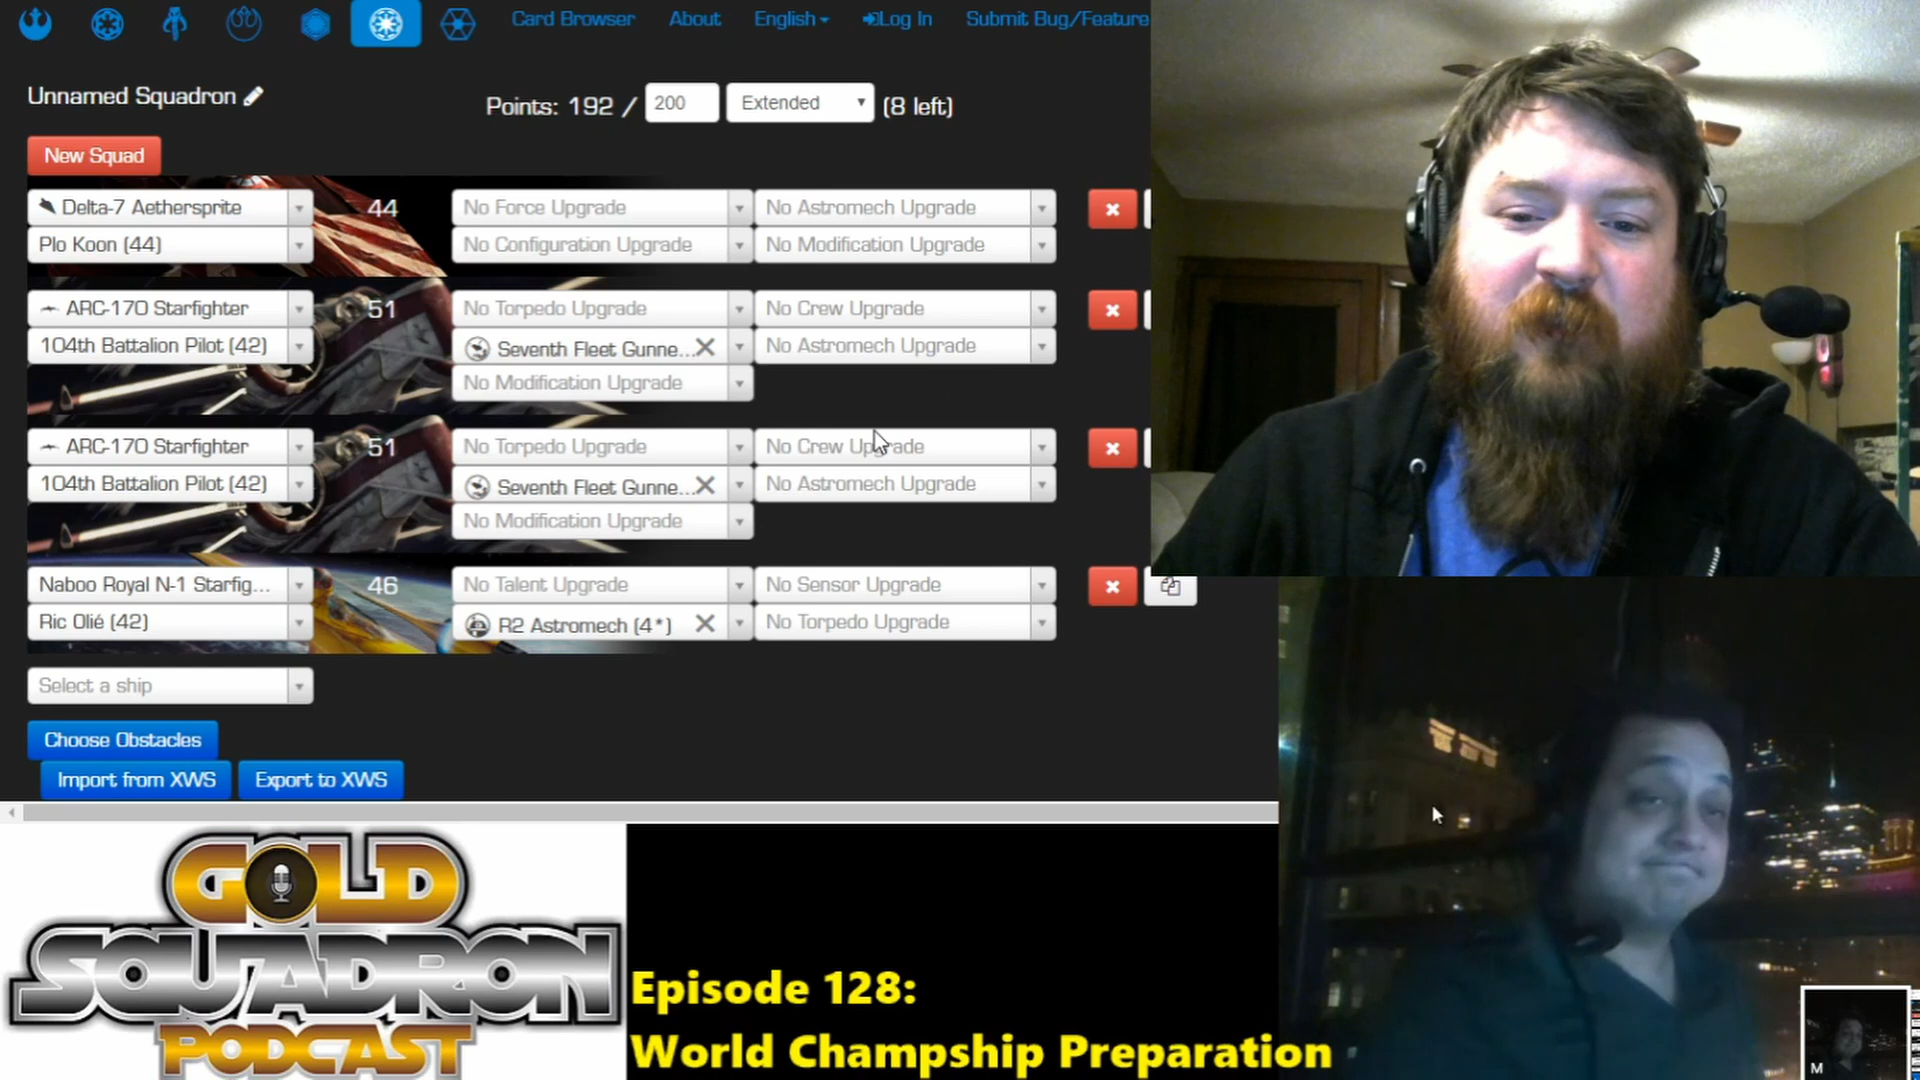 Card Browser About English Log In Submit Bug/Feature
Unnamed Squadron
Points: 192 / 200 Extended (8 left)
New Squad
Delta-7 Aethersprite 44 No Force Upgrade No Astromech Upgrade
Plo Koon (44) No Configuration Upgrade No Modification Upgrade
ARC-170 Starfighter 51 No Torpedo Upgrade No Crew Upgrade
104th Battalion Pilot (42) Seventh Fleet Gunne... No Astromech Upgrade
No Modification Upgrade
ARC-170 Starfighter 51 No Torpedo Upgrade No Crew Upgrade
104th Battalion Pilot (42) Seventh Fleet Gunne... No Astromech Upgrade
No Modification Upgrade
Naboo Royal N-1 Starfig... 46 No Talent Upgrade No Sensor Upgrade
Ric Olié (42) R2 Astromech (4*) No Torpedo Upgrade
Select a ship
Choose Obstacles
Import from XWS Export to XWS
GOLD
SQUADRON
PODCAST
Episode 128:
World Champship Preparation
M